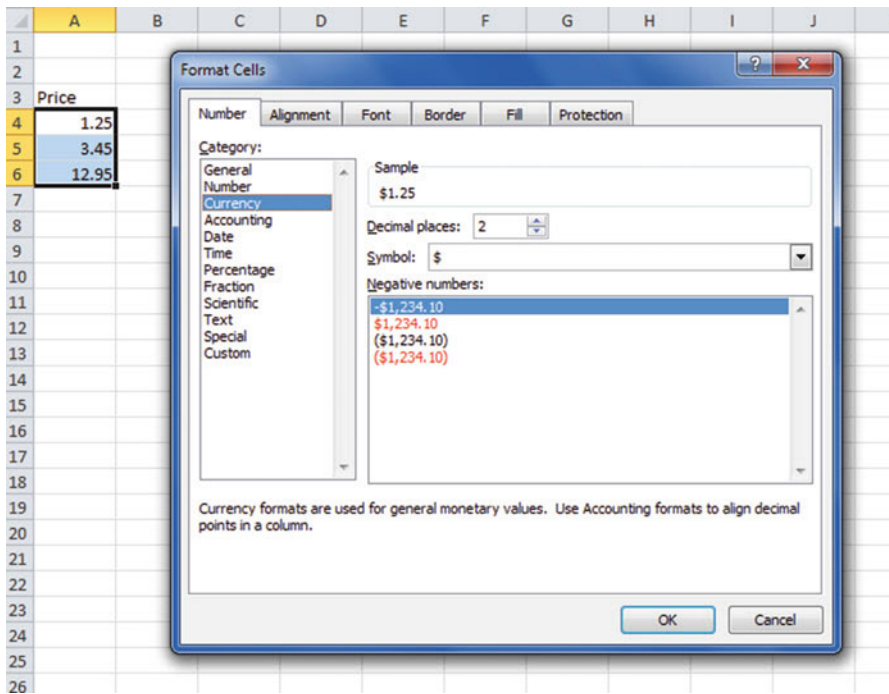 A B C D E F G H I J
1
2
3 Price
4 1.25
5 3.45
6 12.95
7
8
9
10
11
12
13
14
15
16
17
18
19
20
21
22
23
24
25
26
Format Cells
?
Number Alignment Font Border Fill Protection
Category:
General
Number
Currency
Accounting
Date
Time
Percentage
Fraction
Scientific
Text
Special
Custom
Sample
$1.25
Decimal places: 2
Symbol: $
Negative numbers:
-$1,234.10
$1,234.10
($1,234.10)
($1,234.10)
Currency formats are used for general monetary values. Use Accounting formats to align decimal
points in a column.
OK Cancel